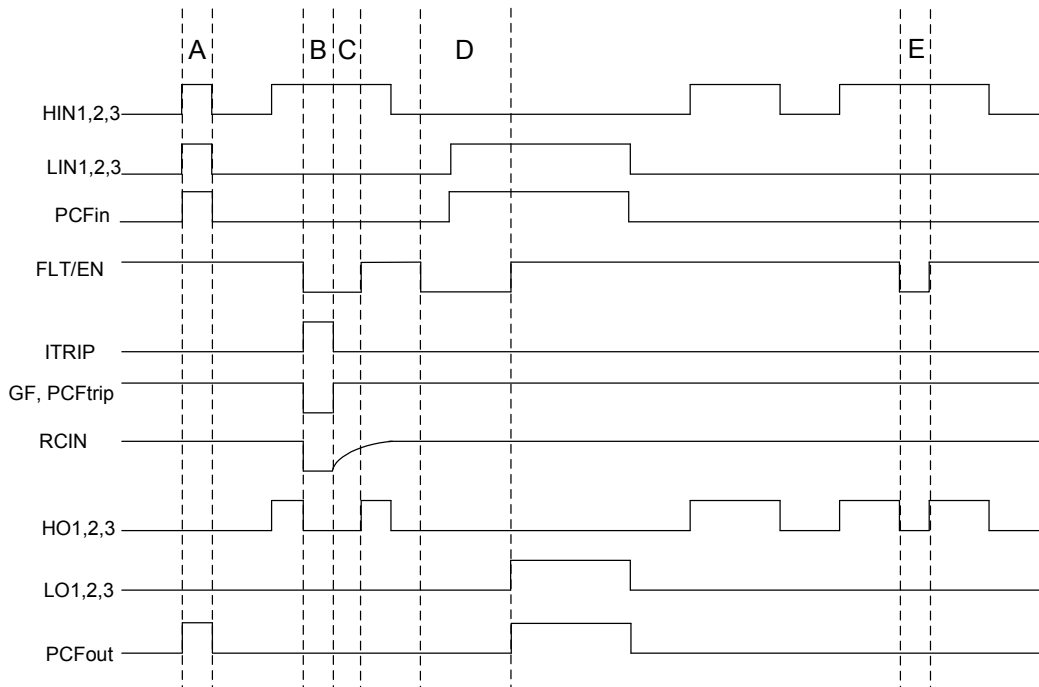 A B C D E
HIN1,2,3
LIN1,2,3
PCFin
FLT/EN
ITRIP
GF, PCFtrip
RCIN
HO1,2,3
LO1,2,3
PCFout